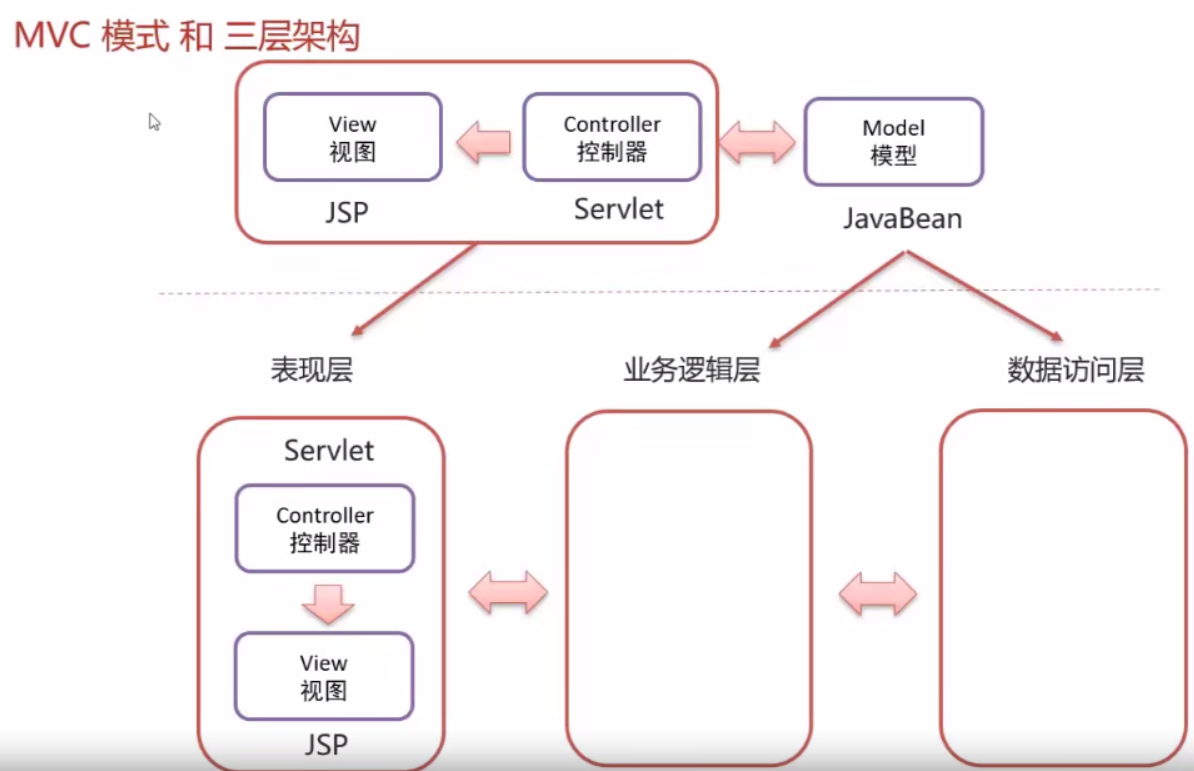 MVC 模式 和 三层架构
View
视图
JSP
Controller
控制器
Servlet
Model
模型
JavaBean
表现层
业务逻辑层
数据访问层
Servlet
Controller
控制器
View
视图
JSP